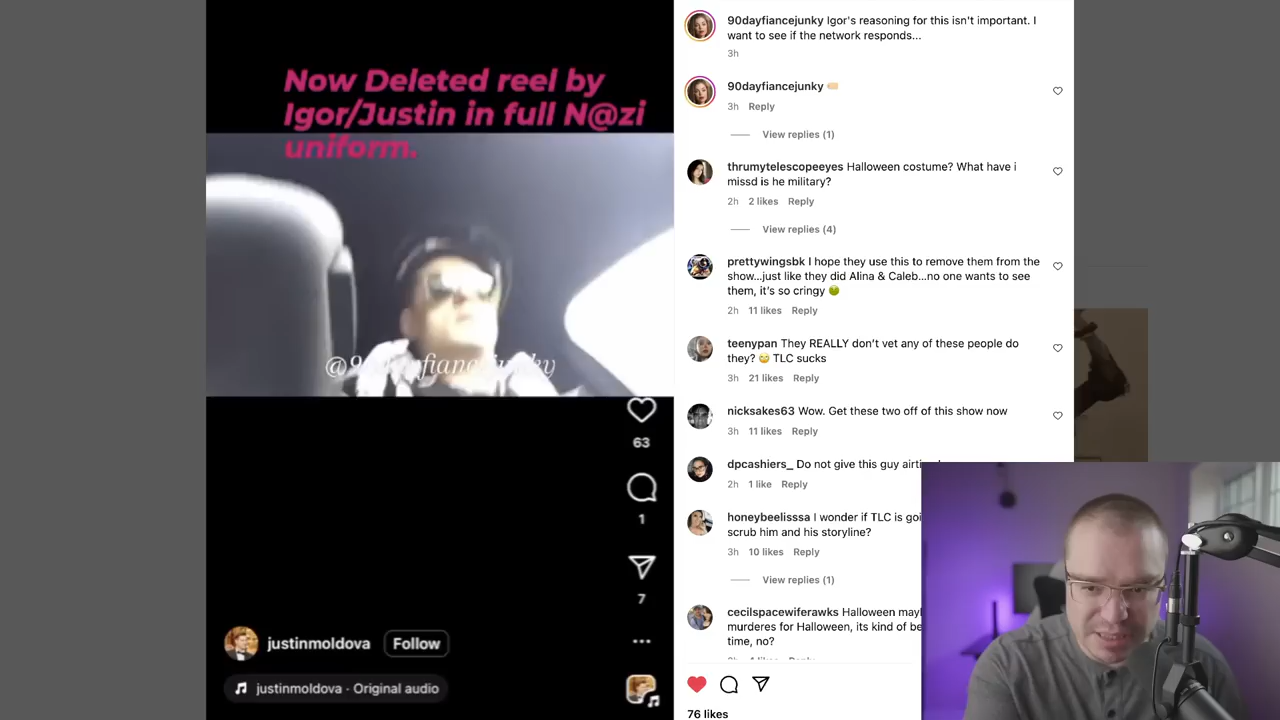 Now Deleted reel by
Igor/Justin in full N@zi
uniform.
63
1
7
justinmoldova Follow
justinmoldova · Original audio
90dayfiancejunky Igor's reasoning for this isn't important. I
want to see if the network responds...
3h
90dayfiancejunky
3h Reply
View replies (1)
thrumytelescopeeyes Halloween costume? What have i
missd is he military?
2h 2 likes Reply
View replies (4)
prettywingsbk I hope they use this to remove them from the
show...just like they did Alina & Caleb...no one wants to see
them, it's so cringy
2h 11 likes Reply
teenypan They REALLY don't vet any of these people do
they? TLC sucks
3h 21 likes Reply
nicksakes63 Wow. Get these two off of this show now
3h 11 likes Reply
dpcashiers_ Do not give this guy
2h 1 like Reply
honeybeelisssa I wonder if TLC is
scrub him and his storyline?
3h 10 likes Reply
View replies (1)
cecilspacewiferawks Halloween
murderes for Halloween, its kind of
time, no?
76 likes